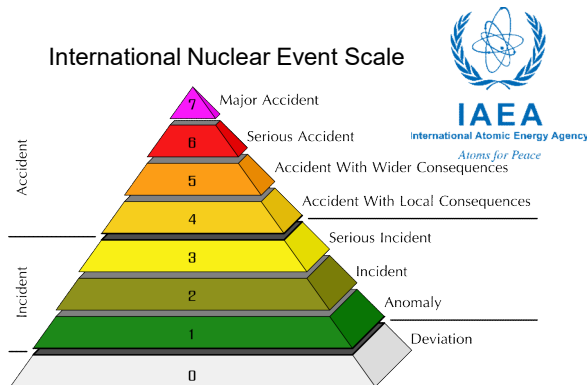 International Nuclear Event Scale
IAEA
International Atomic Energy Agency
Atoms for Peace
Accident
Incident
7 Major Accident
6 Serious Accident
5 Accident With Wider Consequences
4 Accident With Local Consequences
3 Serious Incident
2 Incident
1 Anomaly
0 Deviation